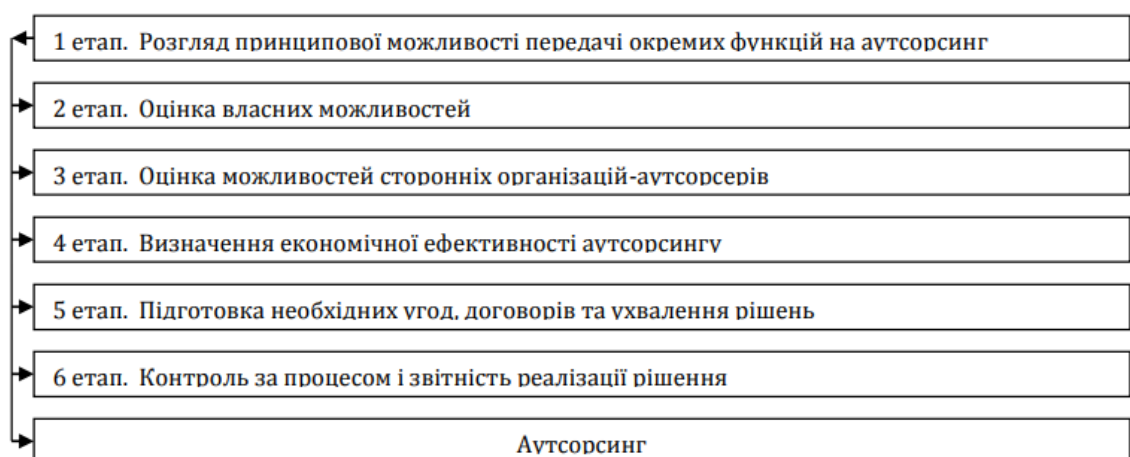 1 етап. Розгляд принципової можливості передачі окремих функцій на аутсорсинг
2 етап. Оцінка власних можливостей
3 етап. Оцінка можливостей сторонніх організацій-аутсорсерів
4 етап. Визначення економічної ефективності аутсорсингу
5 етап. Підготовка необхідних угод, договорів та ухвалення рішень
6 етап. Контроль за процесом і звітність реалізації рішення
Аутсорсинг